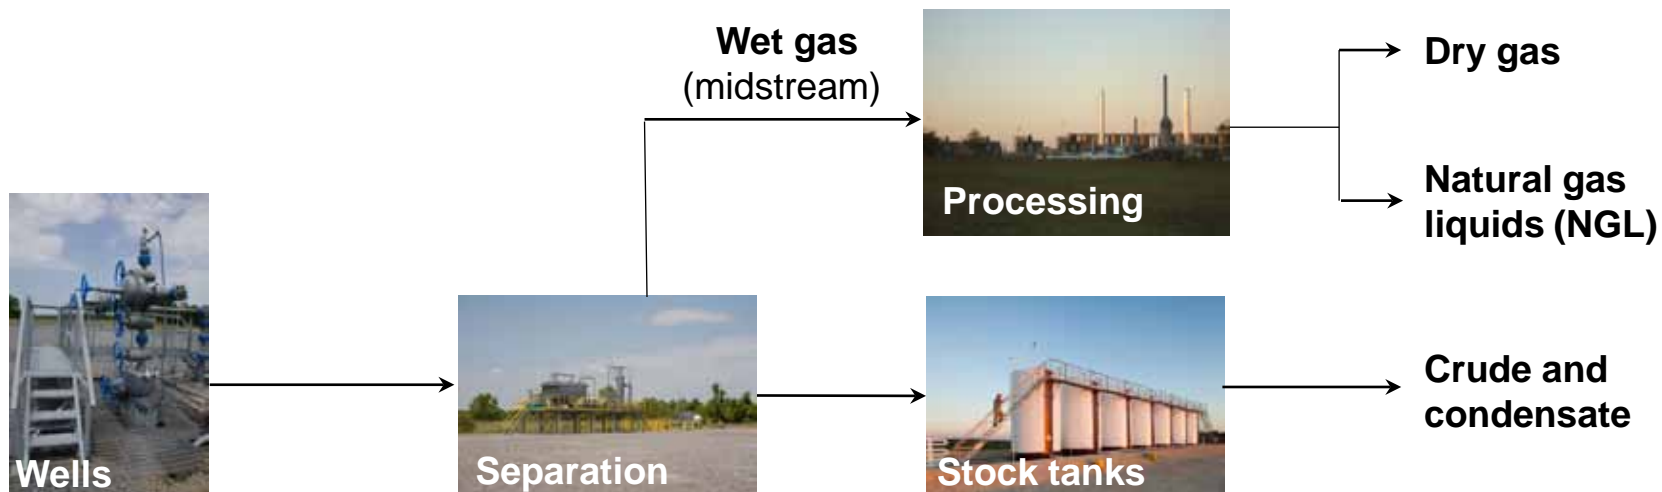 Wet gas
(midstream)
Dry gas
Processing
Natural gas
liquids (NGL)
Wells
Separation
Stock tanks
Crude and
condensate